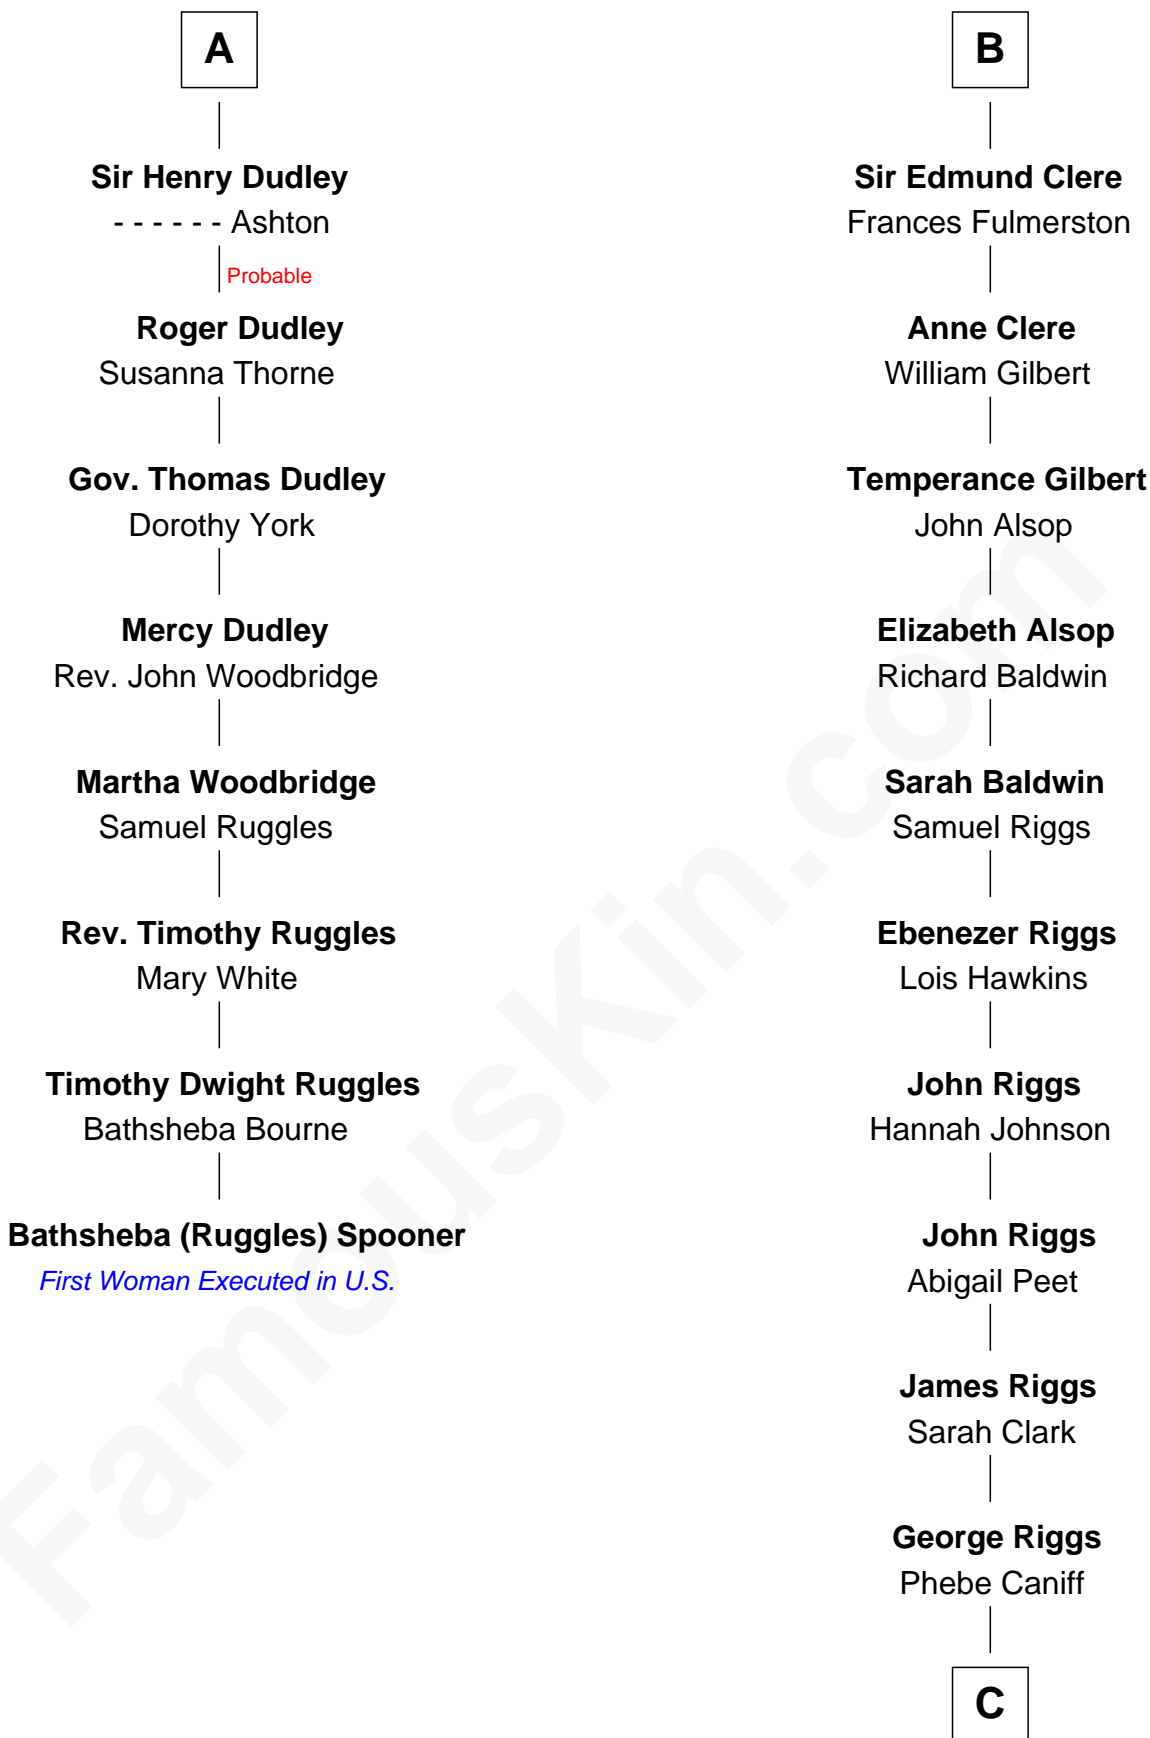 A
Sir Henry Dudley
- - - - - - Ashton
Probable
Roger Dudley
Susanna Thorne
Gov. Thomas Dudley
Dorothy York
Mercy Dudley
Rev. John Woodbridge
Martha Woodbridge
Samuel Ruggles
Rev. Timothy Ruggles
Mary White
Timothy Dwight Ruggles
Bathsheba Bourne
Bathsheba (Ruggles) Spooner
First Woman Executed in U.S.
B
Sir Edmund Clere
Frances Fulmerston
Anne Clere
William Gilbert
Temperance Gilbert
John Alsop
Elizabeth Alsop
Richard Baldwin
Sarah Baldwin
Samuel Riggs
Ebenezer Riggs
Lois Hawkins
John Riggs
Hannah Johnson
John Riggs
Abigail Peet
James Riggs
Sarah Clark
George Riggs
Phebe Caniff
C
FamousKin.com